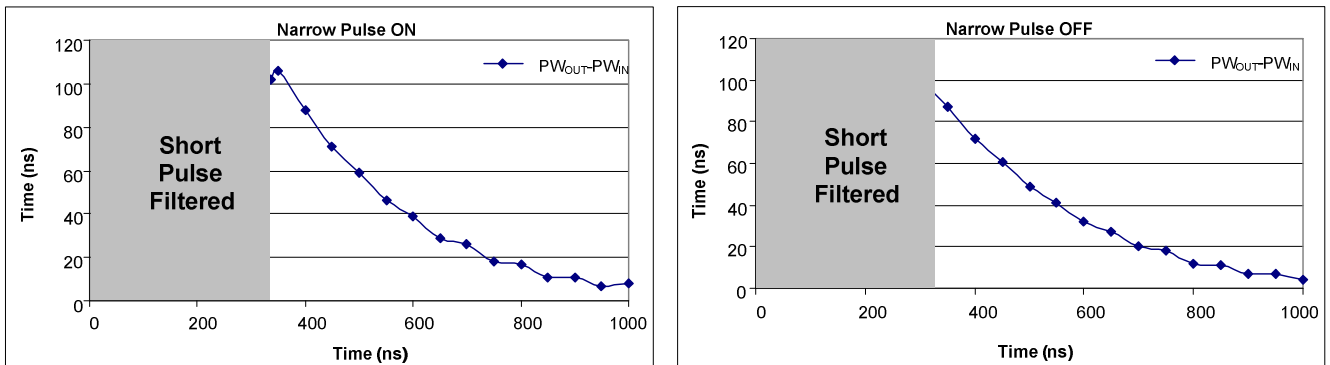 Narrow Pulse ON
120
100
80
60
40
20
0
Time (ns)
Short
Pulse
Filtered
PWOUT-PWIN
0 200 400 600 800 1000
Time (ns)
Narrow Pulse OFF
120
100
80
60
40
20
0
Time (ns)
Short
Pulse
Filtered
PWOUT-PWIN
0 200 400 600 800 1000
Time (ns)